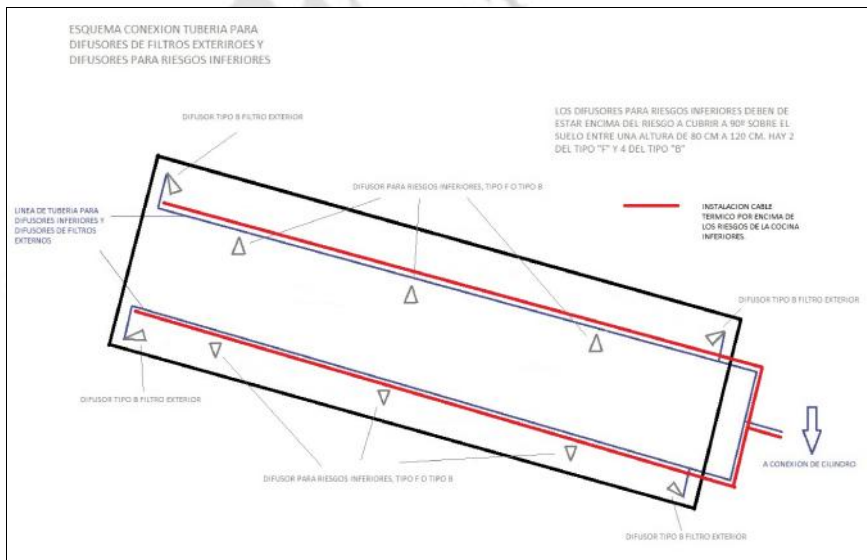 ESQUEMA CONEXION TUBERIA PARA
DIFUSORES DE FILTROS EXTERIROES Y
DIFUSORES PARA RIESGOS INFERIORES
DIFUSOR TIPO B FILTRO EXTERIOR
LOS DIFUSORES PARA RIESGOS INFERIORES DEBEN DE
ESTAR ENCIMA DEL RIESGO A CUBRIR A 90º SOBRE EL
SUELO ENTRE UNA ALTURA DE 80 CM A 120 CM. HAY 2
DEL TIPO "F" Y 4 DEL TIPO "B"
DIFUSOR PARA RIESGOS INFERIORES, TIPO F O TIPO B
LINEA DE TUBERIA PARA
DIFUSORES INFERIORES Y
DIFUSORES DE FILTROS
EXTERNOS
INSTALACION CABLE
TERMICO POR ENCIMA DE
LOS RIESGOS DE LA COCINA
INFERIORES.
DIFUSOR TIPO B FILTRO EXTERIOR
DIFUSOR TIPO B FILTRO EXTERIOR
A CONEXION DE CILINDRO
DIFUSOR PARA RIESGOS INFERIORES, TIPO F O TIPO B
DIFUSOR TIPO B FILTRO EXTERIOR